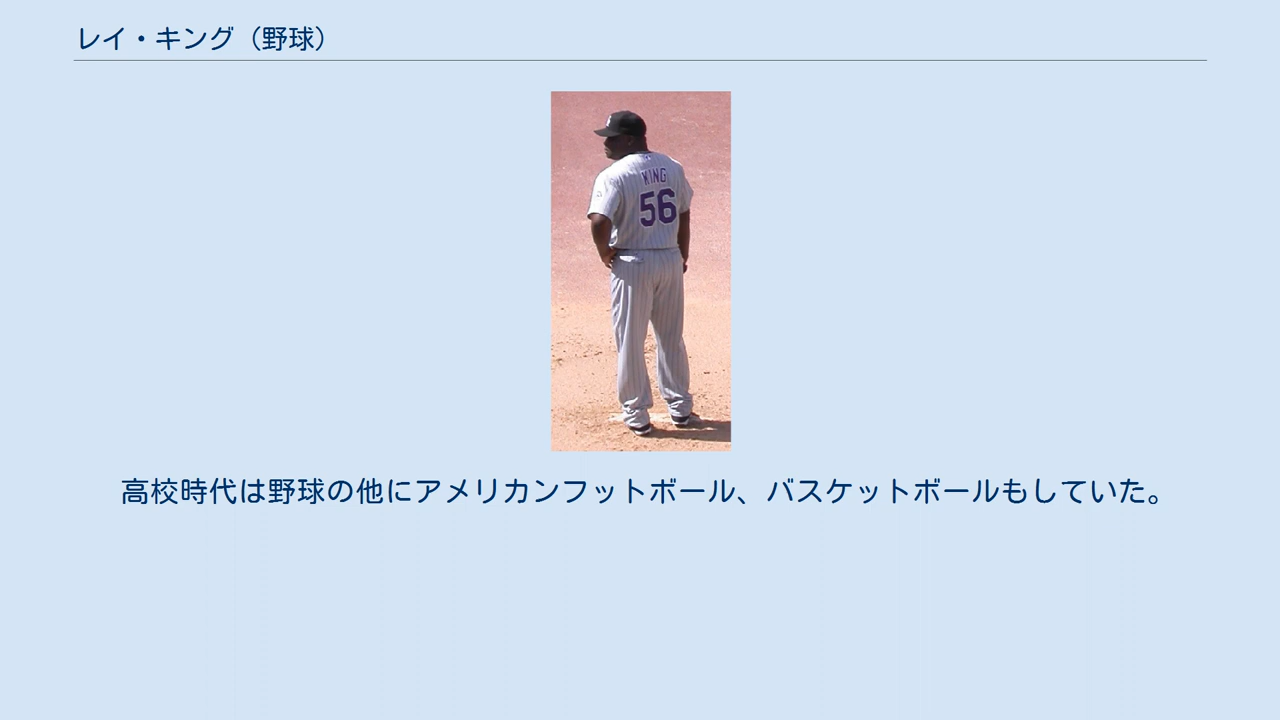 レイ・キング（野球）
KING
56
高校時代は野球の他にアメリカンフットボール、バスケットボールもしていた。